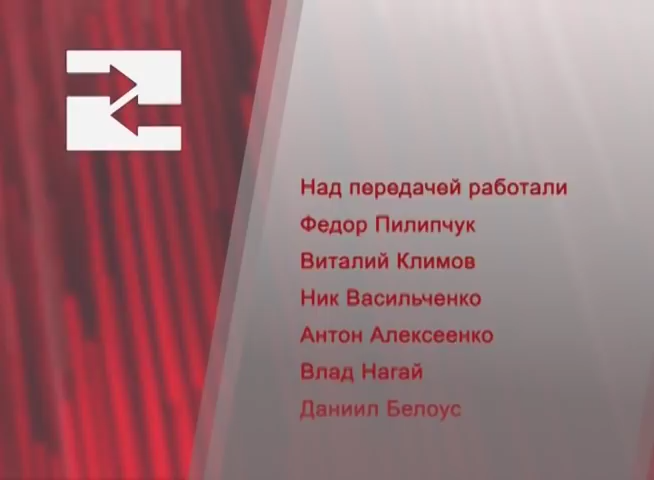 Над передачей работали
Федор Пилипчук
Виталий Климов
Ник Васильченко
Антон Алексеенко
Влад Нагай
Даниил Белоус